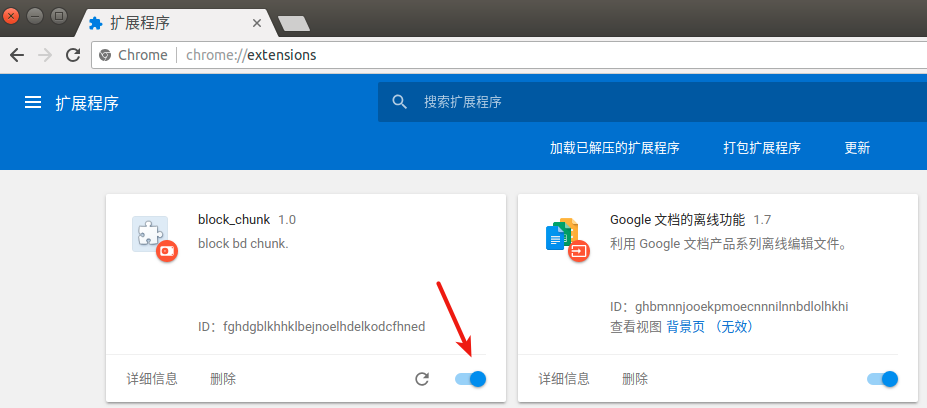 扩展程序
Chrome chrome://extensions
扩展程序
搜索扩展程序
加载已解压的扩展程序 打包扩展程序 更新
block_chunk 1.0
block bd chunk.
ID：fghdgblkhhklbejnoelhdelkodcfhned
详细信息 删除
Google 文档的离线功能 1.7
利用 Google 文档产品系列离线编辑文件。
ID：ghbmnnjooekpmoecnnnilnnbdlolhkhi
查看视图 背景页 （无效）
详细信息 删除